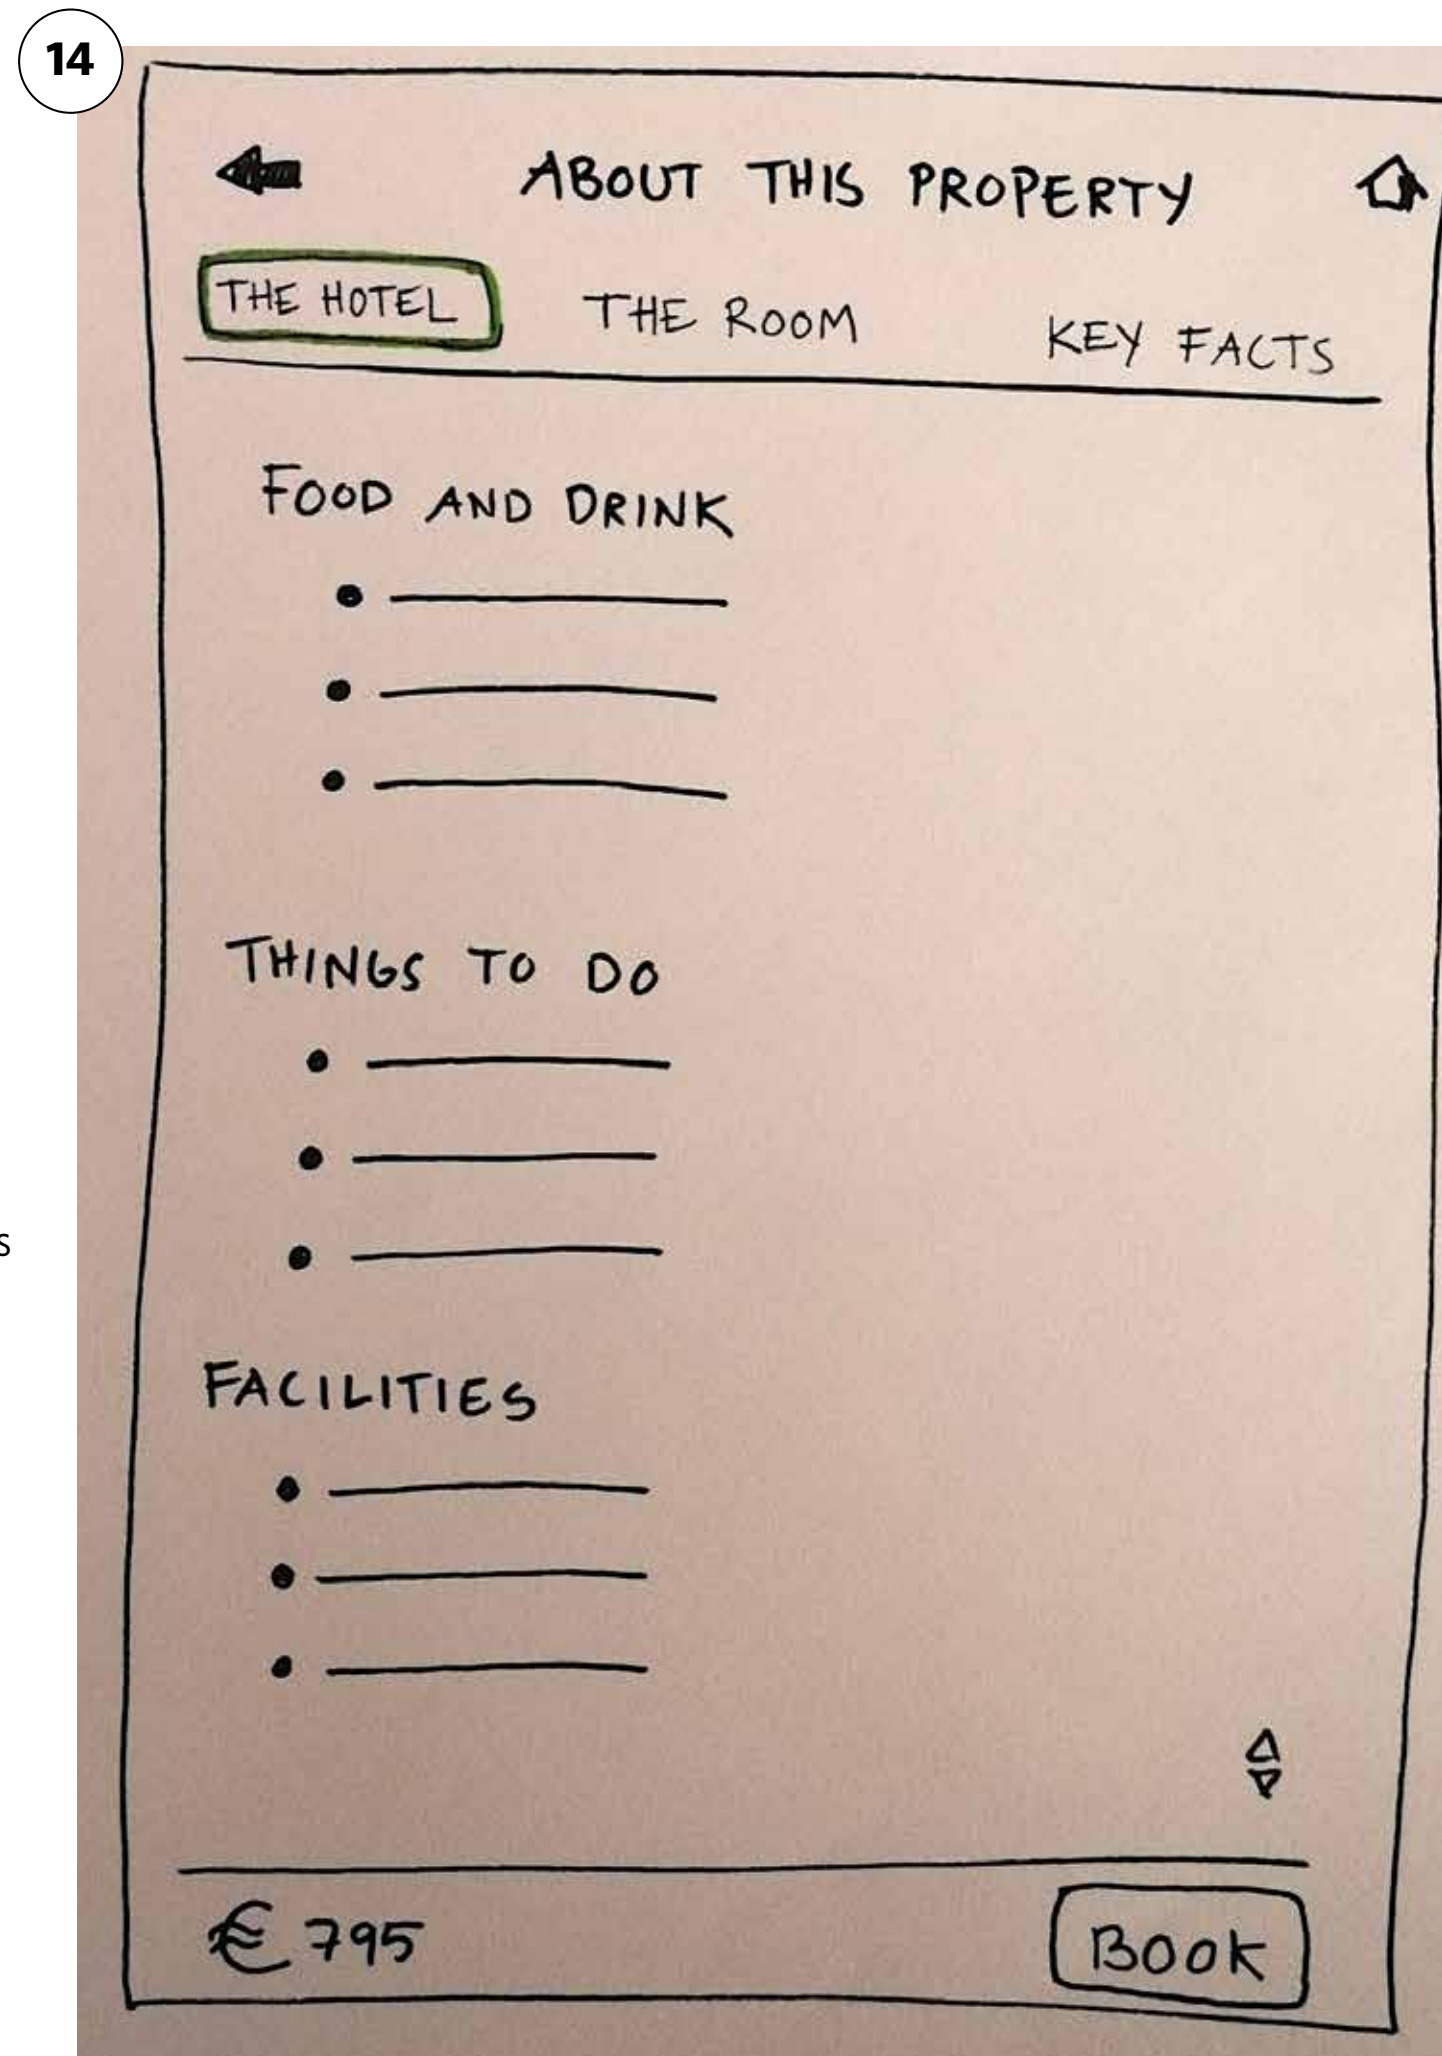 14
ABOUT THIS PROPERTY
THE HOTEL THE ROOM KEY FACTS
FOOD AND DRINK
THINGS TO DO
s
FACILITIES
€ 795 BOOK